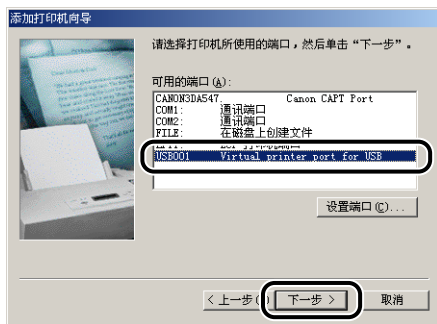 添加打印机向导
请选择打印机所使用的端口，然后单击“下一步”。
可用的端口(A):
CANON3DA547. Canon CAPT Port
COM1: 通讯端口
COM2: 通讯端口
FILE: 在磁盘上创建文件
USB001 Virtual printer port for USB
设置端口(C)...
< 上一步(
下一步 >
取消